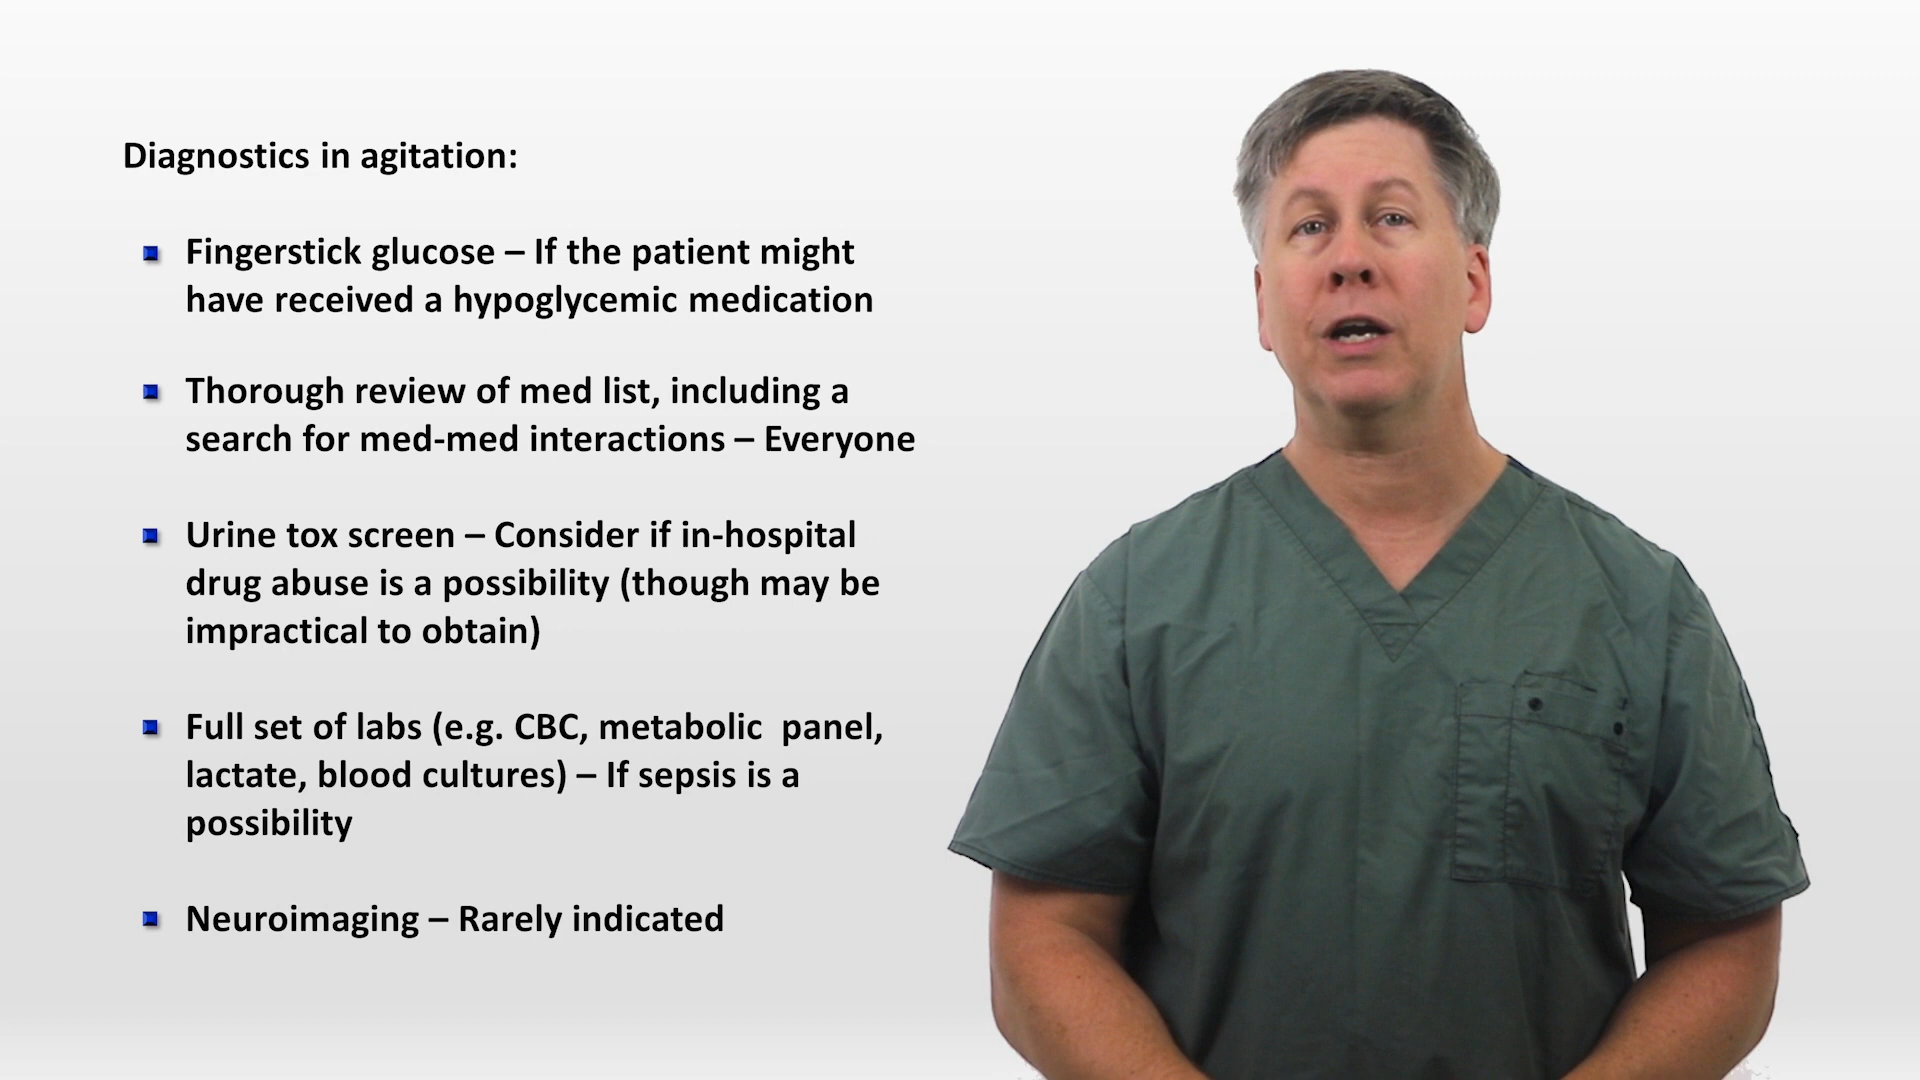 Diagnostics in agitation:
Fingerstick glucose – If the patient might
have received a hypoglycemic medication
Thorough review of med list, including a
search for med-med interactions – Everyone
Urine tox screen – Consider if in-hospital
drug abuse is a possibility (though may be
impractical to obtain)
Full set of labs (e.g. CBC, metabolic  panel,
lactate, blood cultures) – If sepsis is a
possibility
Neuroimaging – Rarely indicated